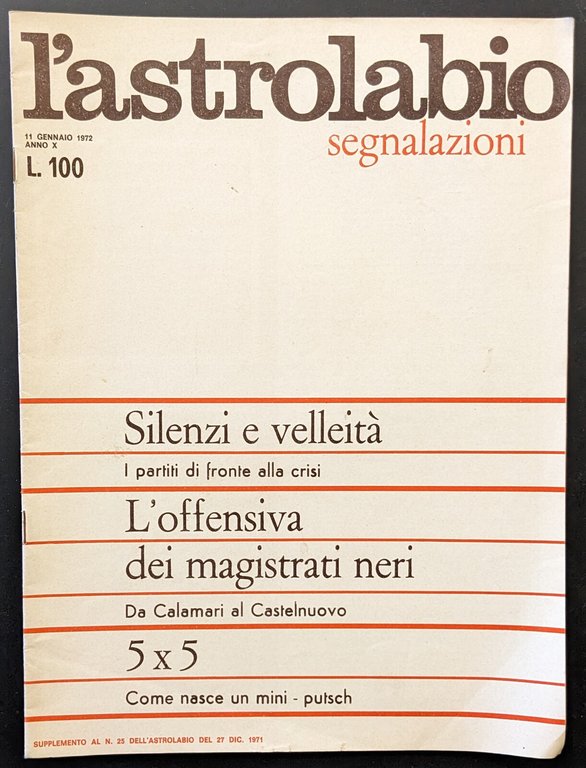 l'astrolabio
segnalazioni
11 GENNAIO 1972
ANNO X
L. 100
Silenzi e velleità
I partiti di fronte alla crisi
L'offensiva
dei magistrati neri
Da Calamari al Castelnuovo
5 x 5
Come nasce un mini - putsch
SUPPLEMENTO AL N. 25 DELL'ASTROLABIO DEL 27 DIC. 1971